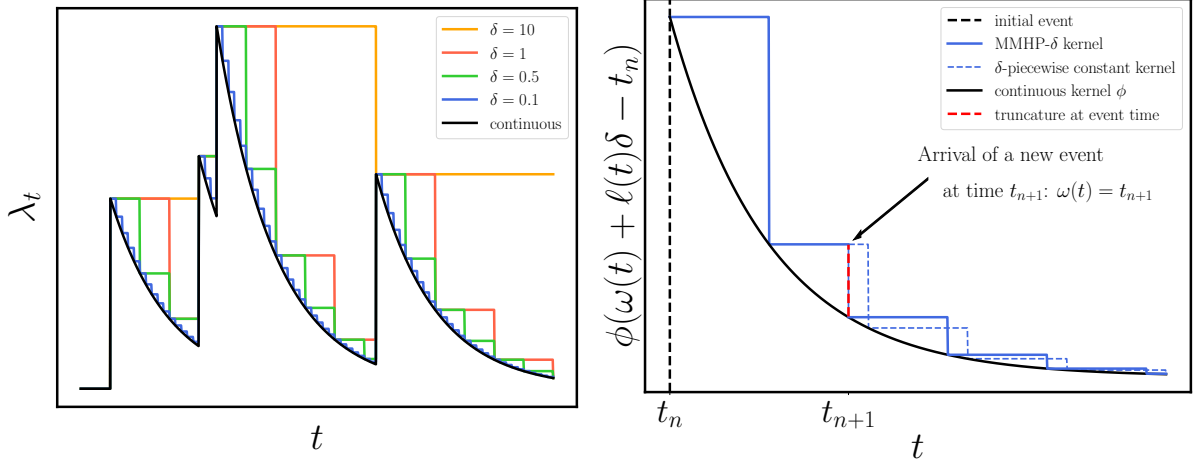 λ_t
δ = 10
δ = 1
δ = 0.5
δ = 0.1
continuous
t
ϕ(ω(t) + ℓ(t)δ − t_n)
initial event
MMHP-δ kernel
δ-piecewise constant kernel
continuous kernel ϕ
truncature at event time
Arrival of a new event
at time t_{n+1}: ω(t) = t_{n+1}
t_n
t_{n+1}
t